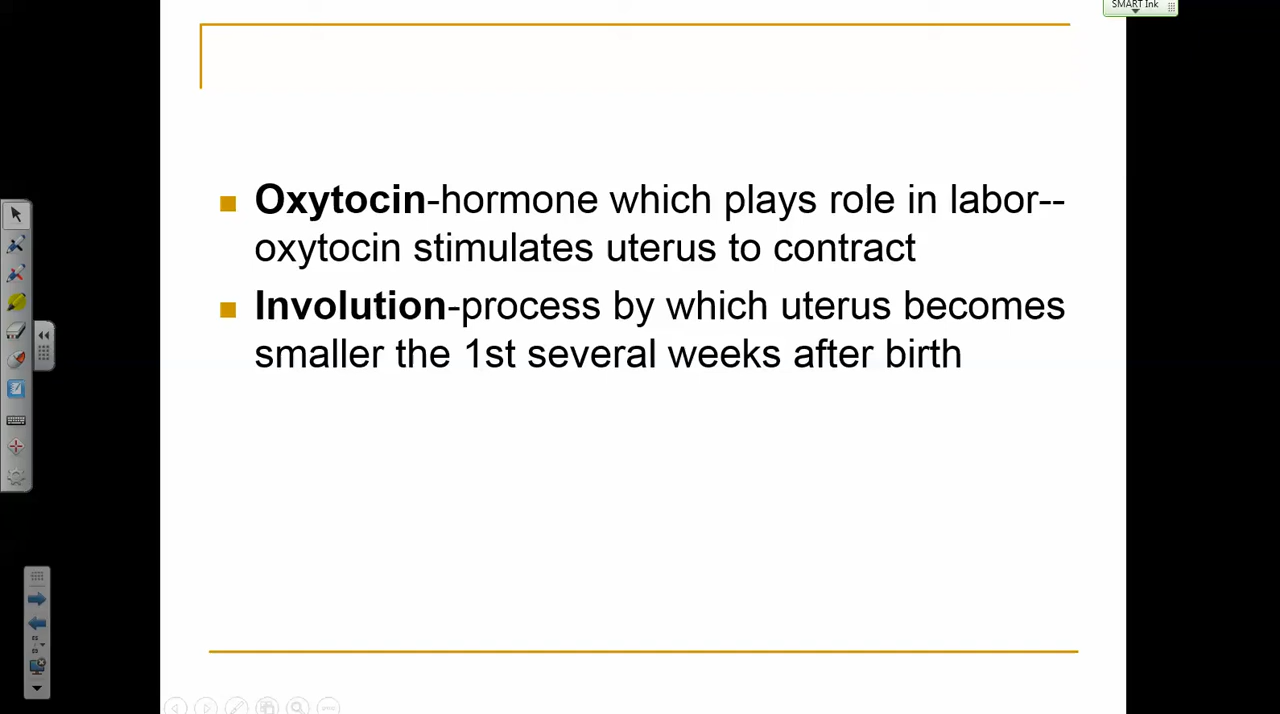 SMART Ink
Oxytocin-hormone which plays role in labor--
oxytocin stimulates uterus to contract
Involution-process by which uterus becomes
smaller the 1st several weeks after birth